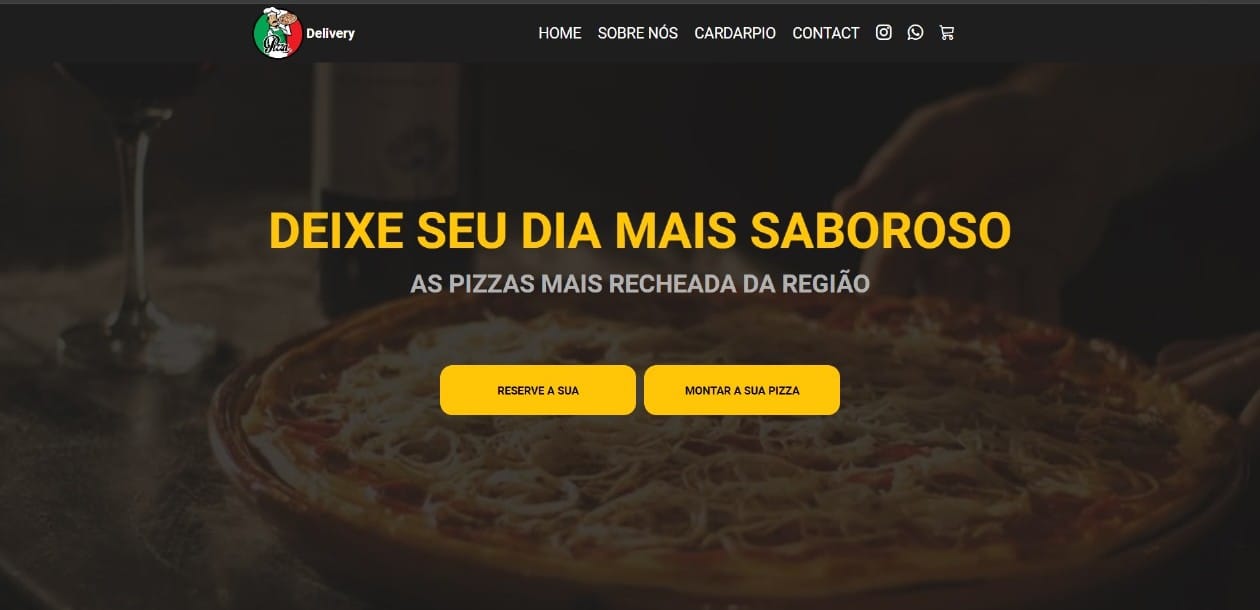 Pizza
Delivery
HOME SOBRE NÓS CARDARPIO CONTACT
DEIXE SEU DIA MAIS SABOROSO
AS PIZZAS MAIS RECHEADA DA REGIÃO
RESERVE A SUA MONTAR A SUA PIZZA